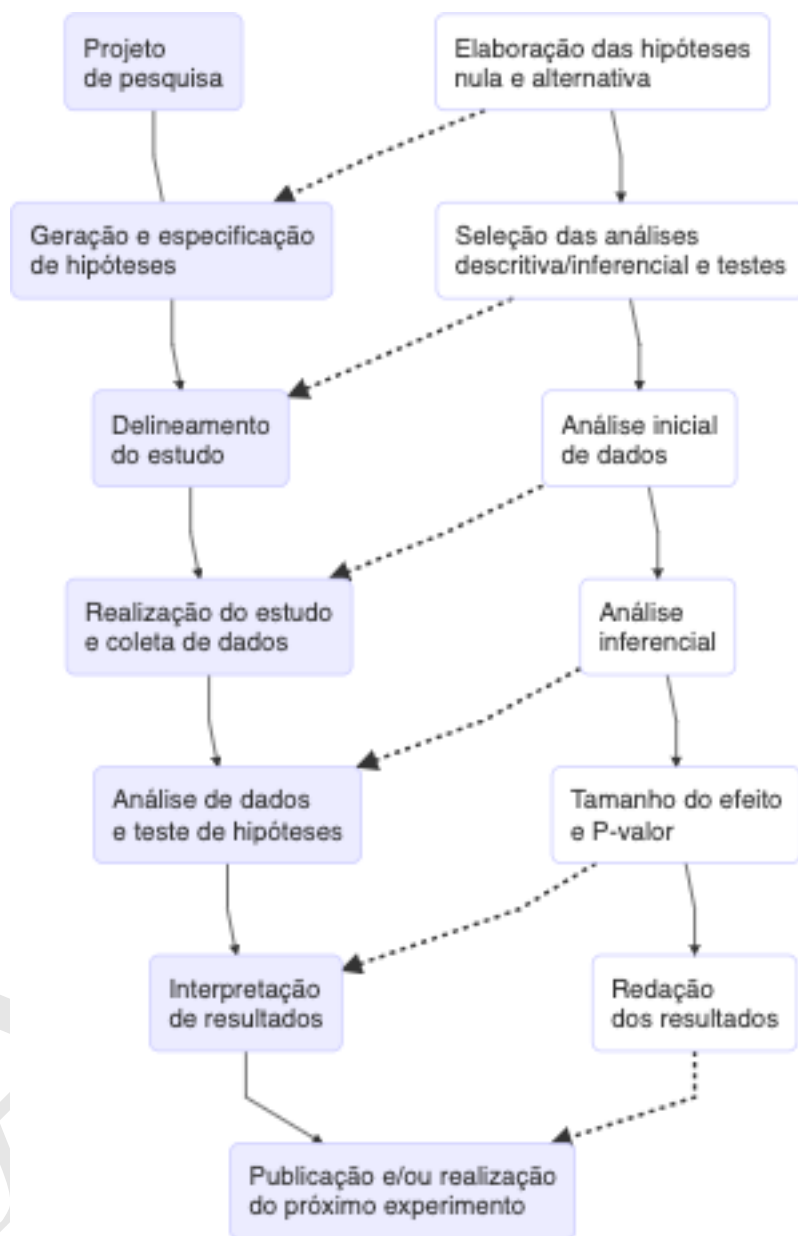 Projeto
de pesquisa
Elaboração das hipóteses
nula e alternativa
Geração e especificação
de hipóteses
Seleção das análises
descritiva/inferencial e testes
Delineamento
do estudo
Análise inicial
de dados
Realização do estudo
e coleta de dados
Análise
inferencial
Análise de dados
e teste de hipóteses
Tamanho do efeito
e P-valor
Interpretação
de resultados
Redação
dos resultados
Publicação e/ou realização
do próximo experimento